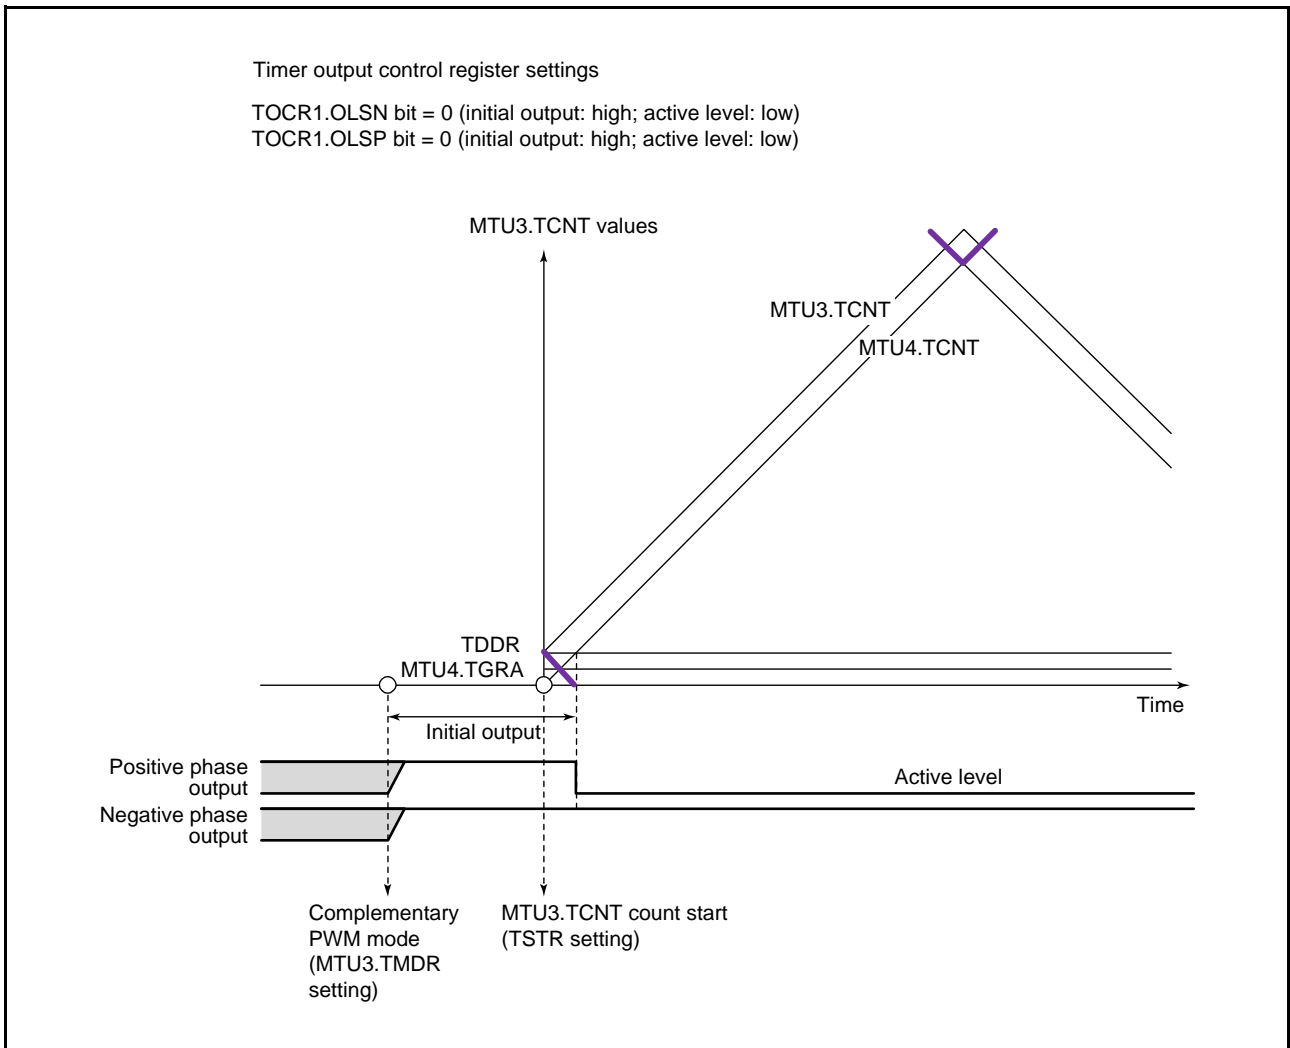 Timer output control register settings
TOCR1.OLSN bit = 0 (initial output: high; active level: low)
TOCR1.OLSP bit = 0 (initial output: high; active level: low)
MTU3.TCNT values
MTU3.TCNT
MTU4.TCNT
TDDR
MTU4.TGRA
Time
Initial output
Positive phase
output
Active level
Negative phase
output
Complementary
PWM mode
(MTU3.TMDR
setting)
MTU3.TCNT count start
(TSTR setting)